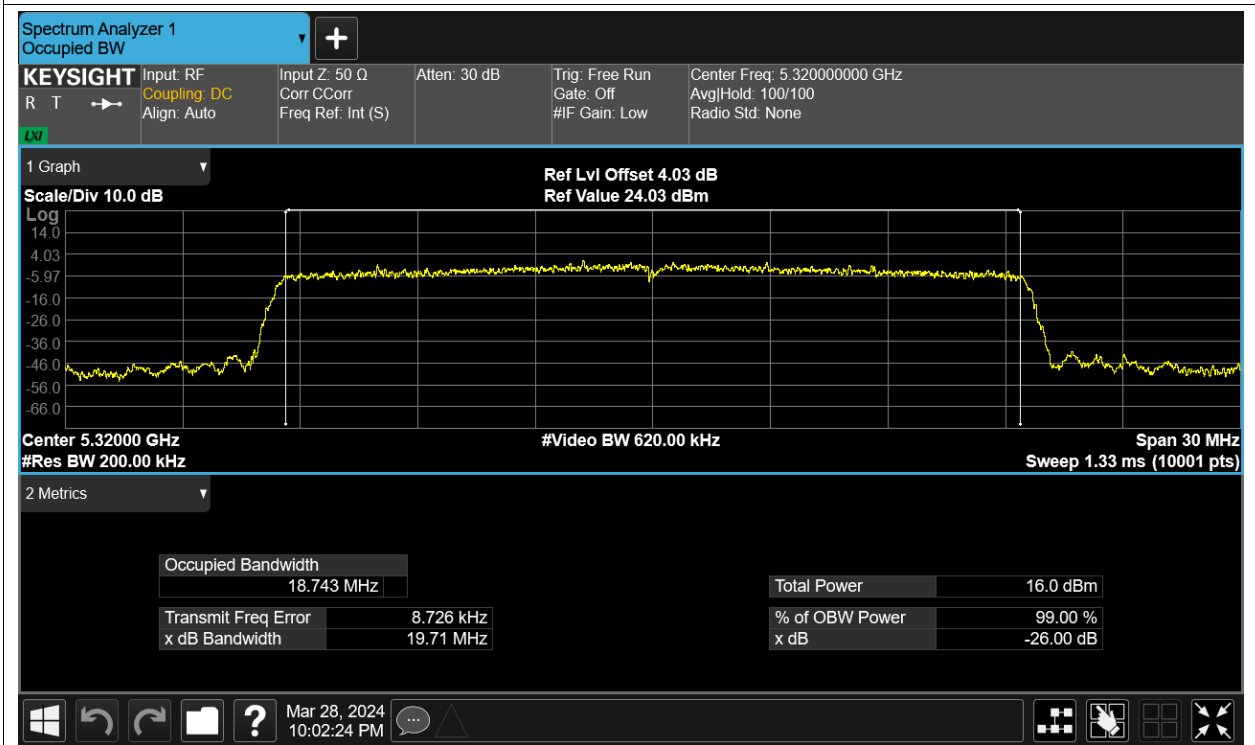 Spectrum Analyzer 1
Occupied BW
KEYSIGHT
R T
LXI
Input: RF
Coupling: DC
Align: Auto
Input Z: 50 Ω
Corr CCorr
Freq Ref: Int (S)
Atten: 30 dB
Trig: Free Run
Gate: Off
#IF Gain: Low
Center Freq: 5.320000000 GHz
Avg|Hold: 100/100
Radio Std: None
1 Graph
Scale/Div 10.0 dB
Ref Lvl Offset 4.03 dB
Ref Value 24.03 dBm
Log
14.0
4.03
-5.97
-16.0
-26.0
-36.0
-46.0
-56.0
-66.0
Center 5.32000 GHz
#Res BW 200.00 kHz
#Video BW 620.00 kHz
Span 30 MHz
Sweep 1.33 ms (10001 pts)
2 Metrics
Occupied Bandwidth
18.743 MHz
Transmit Freq Error 8.726 kHz
x dB Bandwidth 19.71 MHz
Total Power 16.0 dBm
% of OBW Power 99.00 %
x dB -26.00 dB
Mar 28, 2024
10:02:24 PM